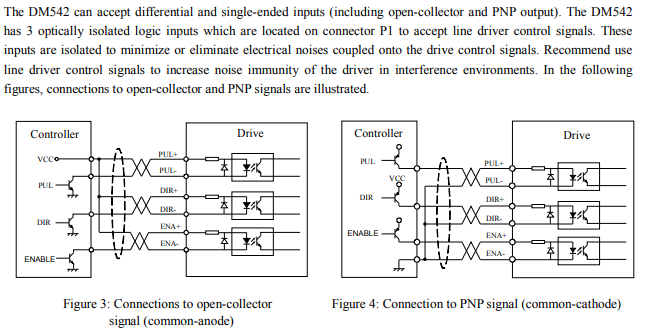 The DM542 can accept differential and single-ended inputs (including open-collector and PNP output). The DM542
has 3 optically isolated logic inputs which are located on connector P1 to accept line driver control signals. These
inputs are isolated to minimize or eliminate electrical noises coupled onto the drive control signals. Recommend use
line driver control signals to increase noise immunity of the driver in interference environments. In the following
figures, connections to open-collector and PNP signals are illustrated.
Controller
Drive
VCC
PUL+
PUL-
PUL
DIR+
DIR-
DIR
ENA+
ENA-
ENABLE
Controller
Drive
PUL
PUL+
VCC
PUL-
DIR
DIR+
DIR-
ENABLE
ENA+
ENA-
Figure 3: Connections to open-collector
signal (common-anode)
Figure 4: Connection to PNP signal (common-cathode)